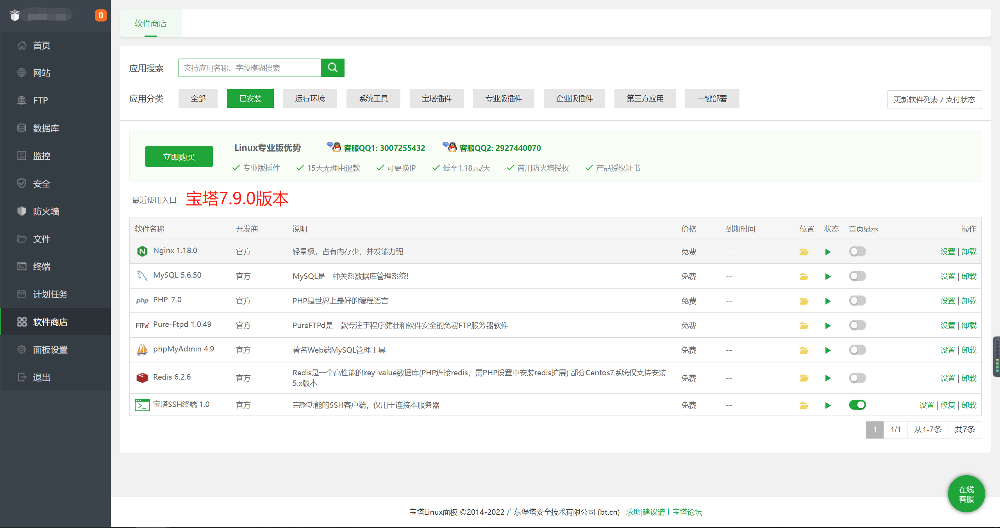 0
首页
网站
FTP
数据库
监控
安全
防火墙
文件
终端
计划任务
软件商店
面板设置
退出
软件商店
应用搜索 支持应用名称、字段模糊搜索
应用分类 全部 已安装 运行环境 系统工具 宝塔插件 专业版插件 企业版插件 第三方应用 一键部署 更新软件列表 / 支付状态
立即购买
Linux专业版优势 客服QQ1: 3007255432 客服QQ2: 2927440070
专业版插件 15天无理由退款 可更换IP 低至1.18元/天 商用防火墙授权 产品授权证书
最近使用入口 宝塔7.9.0版本
软件名称 开发商 说明 价格 到期时间 位置 状态 首页显示 操作
Nginx 1.18.0 官方 轻量级，占有内存少，并发能力强 免费 -- 设置 | 卸载
MySQL 5.6.50 官方 MySQL是一种关系数据库管理系统! 免费 -- 设置 | 卸载
php PHP-7.0 官方 PHP是世界上最好的编程语言 免费 -- 设置 | 卸载
FTPd Pure-Ftpd 1.0.49 官方 PureFTPd是一款专注于程序健壮和软件安全的免费FTP服务器软件 免费 -- 设置 | 卸载
phpMyAdmin 4.9 官方 著名Web端MySQL管理工具 免费 -- 设置 | 卸载
Redis 6.2.6 官方 Redis是一个高性能的key-value数据库(PHP连接redis，需PHP设置中安装redis扩展) 部分Centos7系统仅支持安装 免费 -- 设置 | 卸载
5.x版本
宝塔SSH终端 1.0 官方 完整功能的SSH客户端，仅用于连接本服务器 免费 -- 设置 | 修复 | 卸载
1 1/1 从1-7条 共7条
在线
客服
宝塔Linux面板 ©2014-2022 广东堡塔安全技术有限公司 (bt.cn) 求助|建议请上宝塔论坛